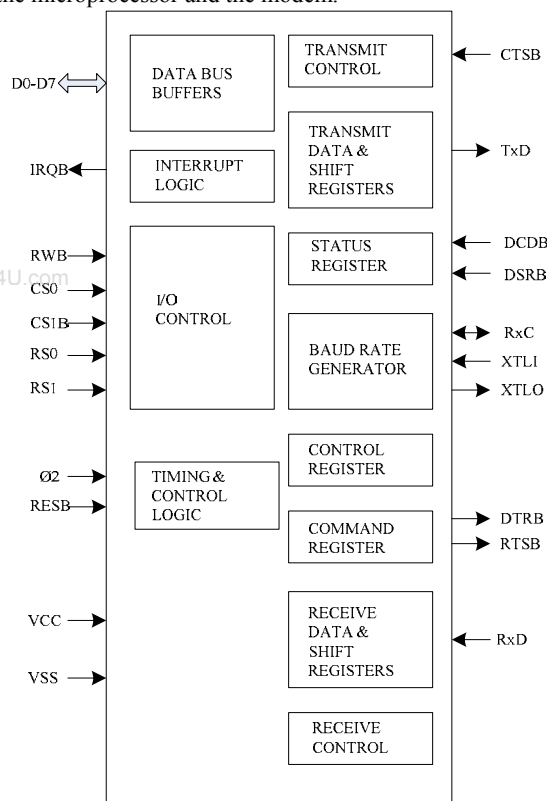 the microprocessor and the modem.
D0-D7
IRQB
RWB
4U.com
CS0
CS1B
RS0
RS1
Ø2
RESB
VCC
VSS
DATA BUS
BUFFERS
INTERRUPT
LOGIC
I/O
CONTROL
TIMING &
CONTROL
LOGIC
TRANSMIT
CONTROL
TRANSMIT
DATA &
SHIFT
REGISTERS
STATUS
REGISTER
BAUD RATE
GENERATOR
CONTROL
REGISTER
COMMAND
REGISTER
RECEIVE
DATA &
SHIFT
REGISTERS
RECEIVE
CONTROL
CTSB
TxD
DCDB
DSRB
RxC
XTLI
XTLO
DTRB
RTSB
RxD